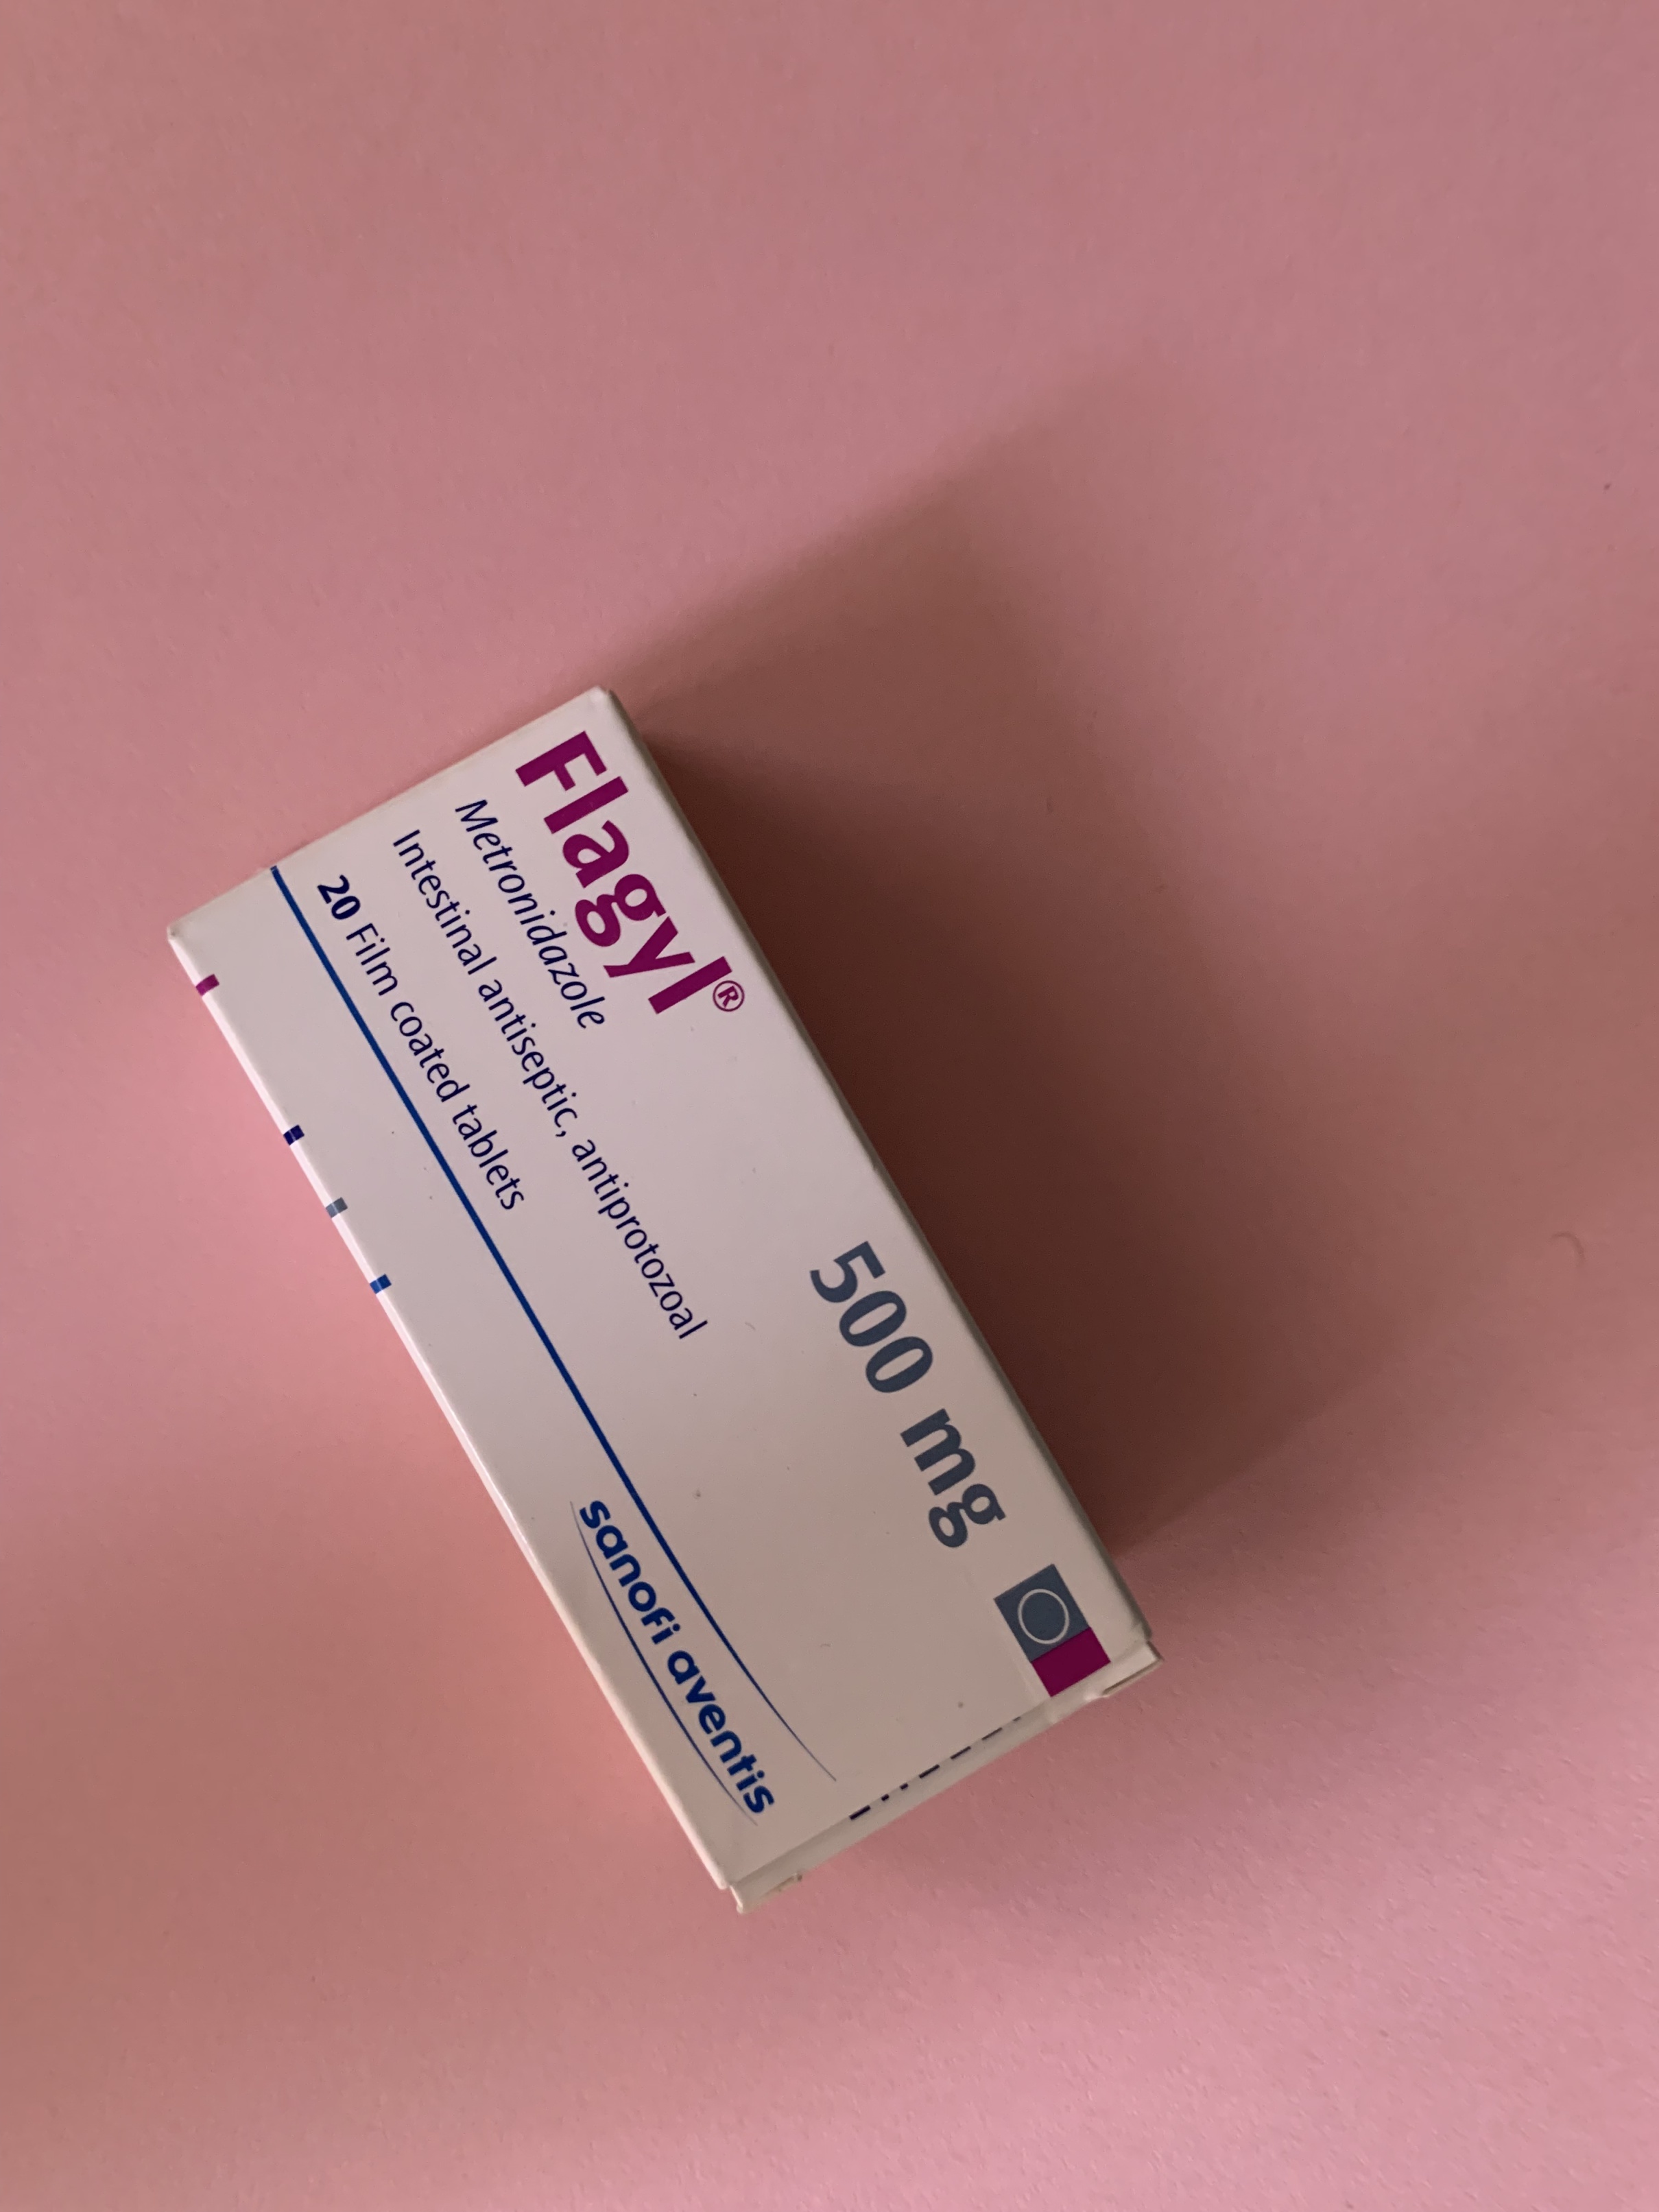 Flagyl®
Metronidazole
Intestinal antiseptic, antiprotozoal
20 Film coated tablets
500 mg
sanofi aventis